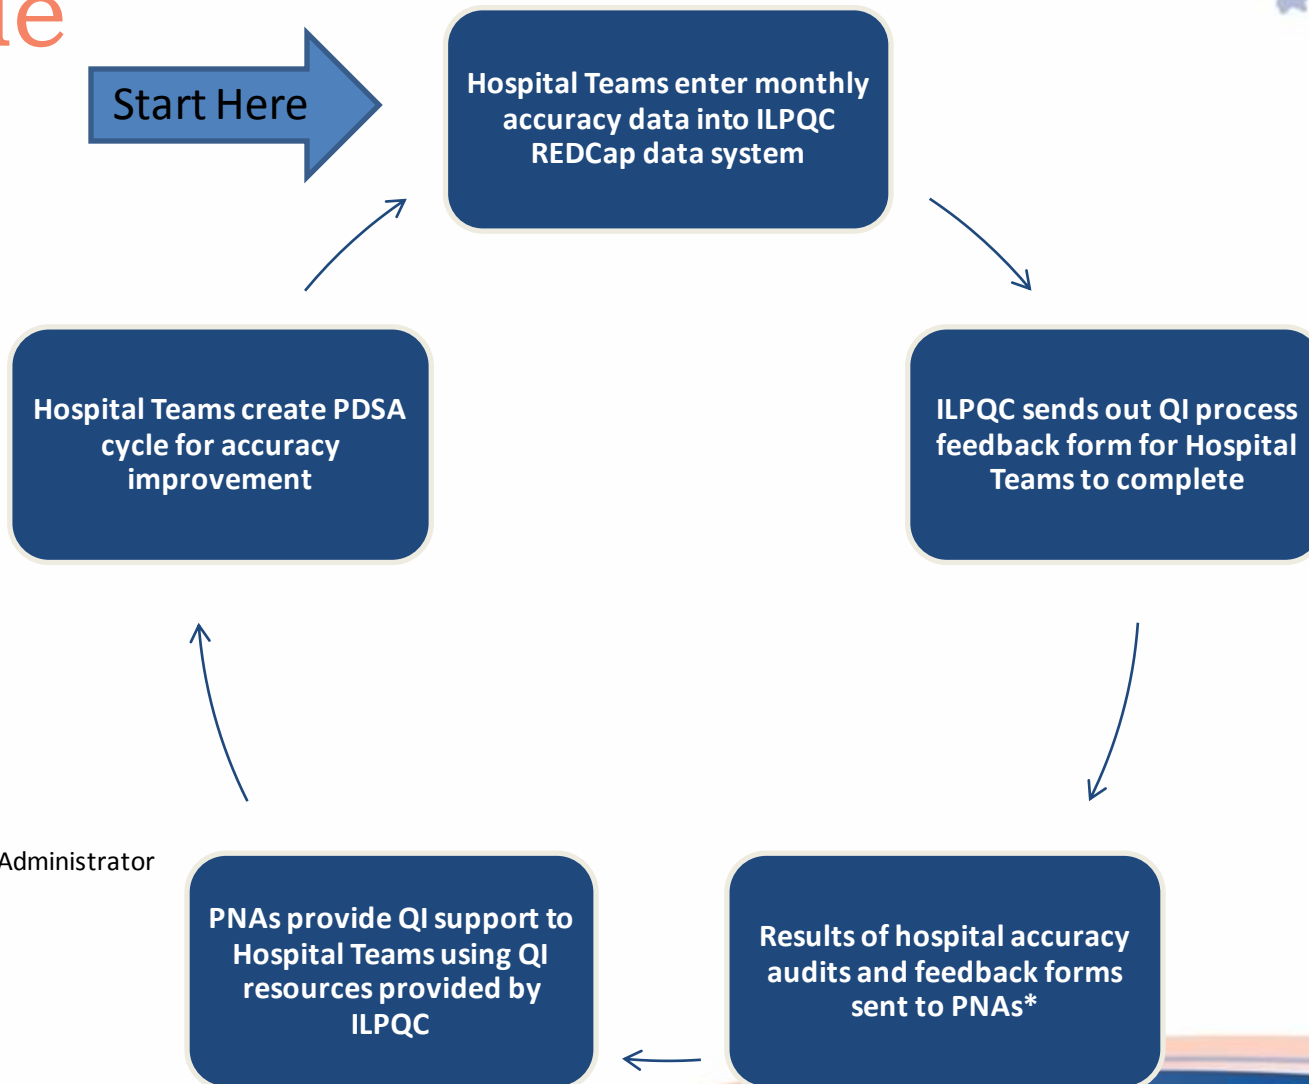 Start Here
Hospital Teams enter monthly
accuracy data into ILPQC
REDCap data system
ILPQC sends out QI process
feedback form for Hospital
Teams to complete
Results of hospital accuracy
audits and feedback forms
sent to PNAs*
PNAs provide QI support to
Hospital Teams using QI
resources provided by
ILPQC
Hospital Teams create PDSA
cycle for accuracy
improvement
Administrator